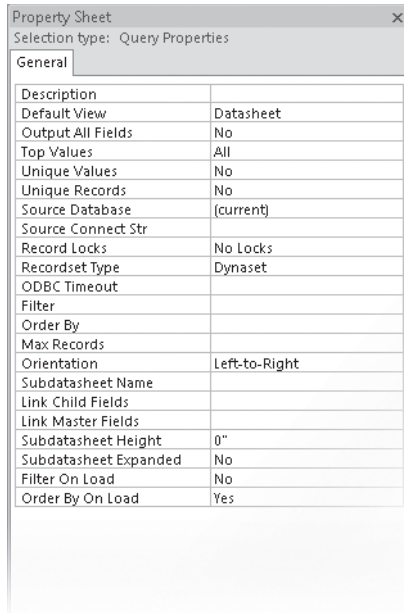 Property Sheet ×
Selection type: Query Properties
General
Description
Default View Datasheet
Output All Fields No
Top Values All
Unique Values No
Unique Records No
Source Database (current)
Source Connect Str
Record Locks No Locks
Recordset Type Dynaset
ODBC Timeout
Filter
Order By
Max Records
Orientation Left-to-Right
Subdatasheet Name
Link Child Fields
Link Master Fields
Subdatasheet Height 0"
Subdatasheet Expanded No
Filter On Load No
Order By On Load Yes